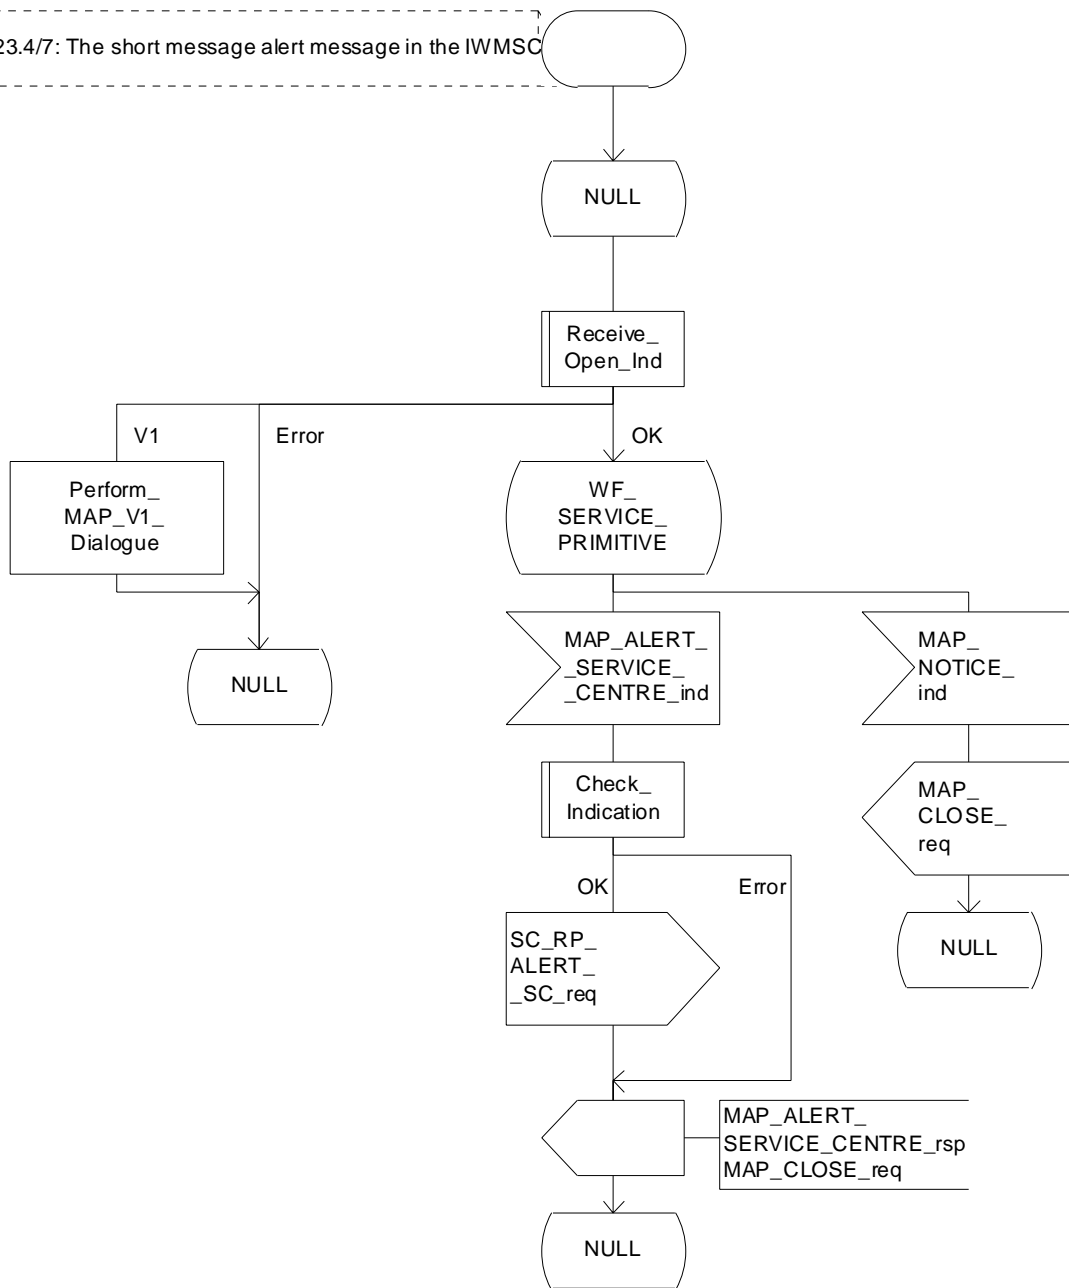 23.4/7: The short message alert message in the IWMSC
NULL
Receive_
Open_Ind
V1
Error
OK
Perform_
MAP_V1_
Dialogue
WF_
SERVICE_
PRIMITIVE
NULL
MAP_ALERT_
_SERVICE_
_CENTRE_ind
MAP_
NOTICE_
ind
Check_
Indication
MAP_
CLOSE_
req
OK
Error
SC_RP_
ALERT_
_SC_req
NULL
MAP_ALERT_
SERVICE_CENTRE_rsp
MAP_CLOSE_req
NULL